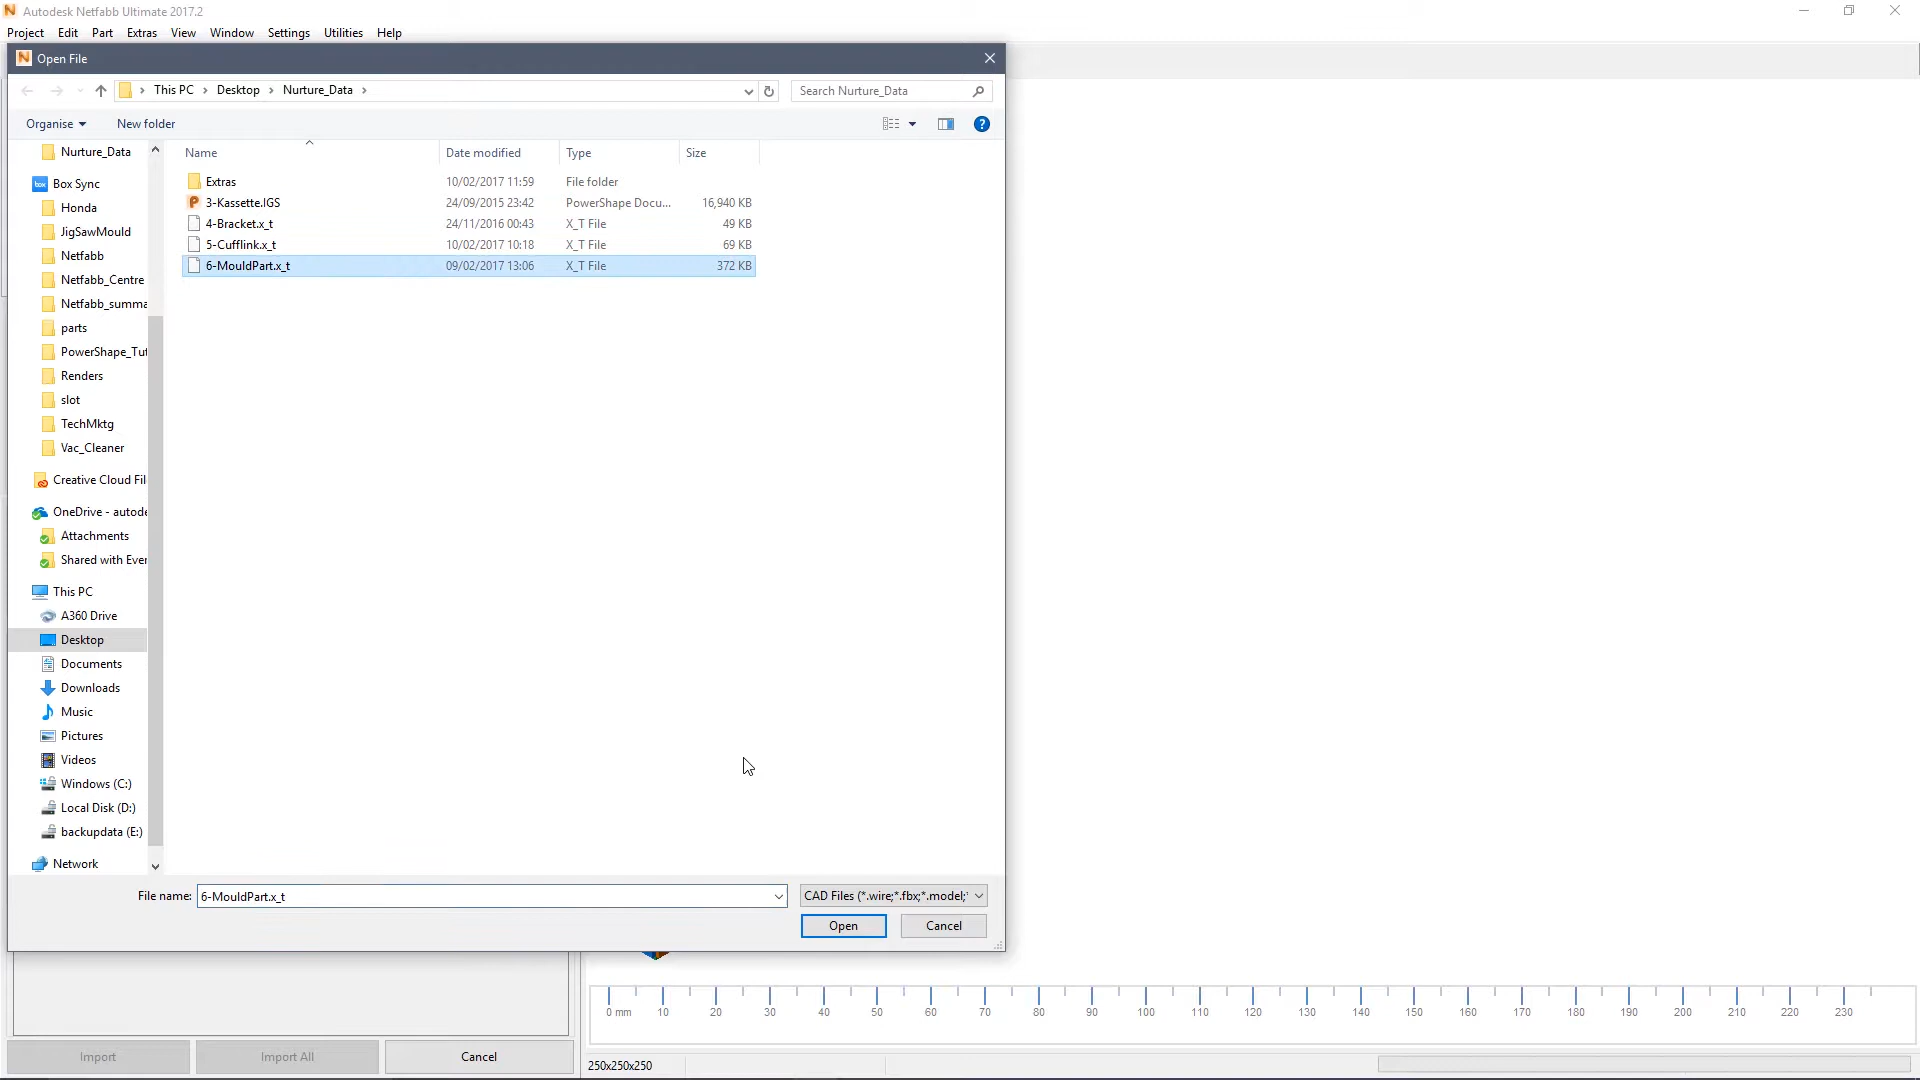 Autodesk Netfabb Ultimate 2017.2
Project Edit Part Extras View Window Settings Utilities Help
Open File
This PC > Desktop > Nurture_Data >
Search Nurture_Data
Organise New folder
Name Date modified Type Size
Extras 10/02/2017 11:59 File folder
3-Kassette.IGS 24/09/2015 23:42 PowerShape Docu... 16,940 KB
4-Bracket.x_t 24/11/2016 00:43 X_T File 49 KB
5-Cufflink.x_t 10/02/2017 10:18 X_T File 69 KB
6-MouldPart.x_t 09/02/2017 13:06 X_T File 372 KB
Nurture_Data
box Box Sync
Honda
JigSawMould
Netfabb
Netfabb_Centre
Netfabb_summa
parts
PowerShape_Tut
Renders
slot
TechMktg
Vac_Cleaner
Creative Cloud Fil
OneDrive - autode
Attachments
Shared with Ever
This PC
A360 Drive
Desktop
Documents
Downloads
Music
Pictures
Videos
Windows (C:)
Local Disk (D:)
backupdata (E:)
Network
File name: 6-MouldPart.x_t CAD Files (*.wire;*.fbx;*.model;*
Open Cancel
0 mm 10 20 30 40 50 60 70 80 90 100 110 120 130 140 150 160 170 180 190 200 210 220 230
Import Import All Cancel
250x250x250